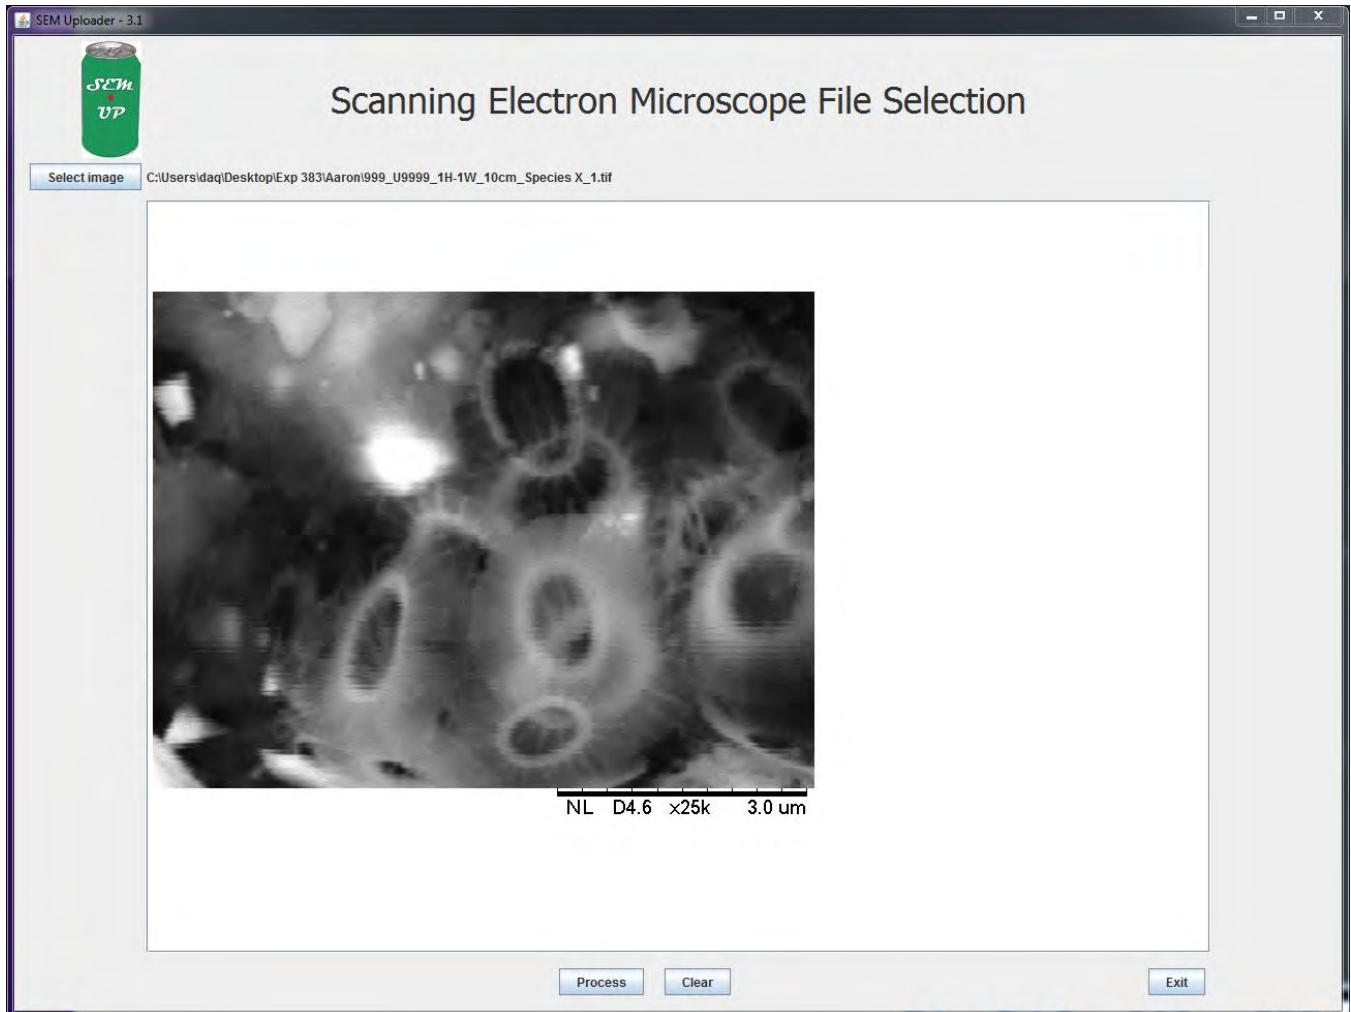 SEM Uploader - 3.1
SEM
UP
Scanning Electron Microscope File Selection
Select image C:\Users\daq\Desktop\Exp 383\Aaron\999_U9999_1H-1W_10cm_Species X_1.tif
NL D4.6 x25k 3.0 um
Process Clear Exit